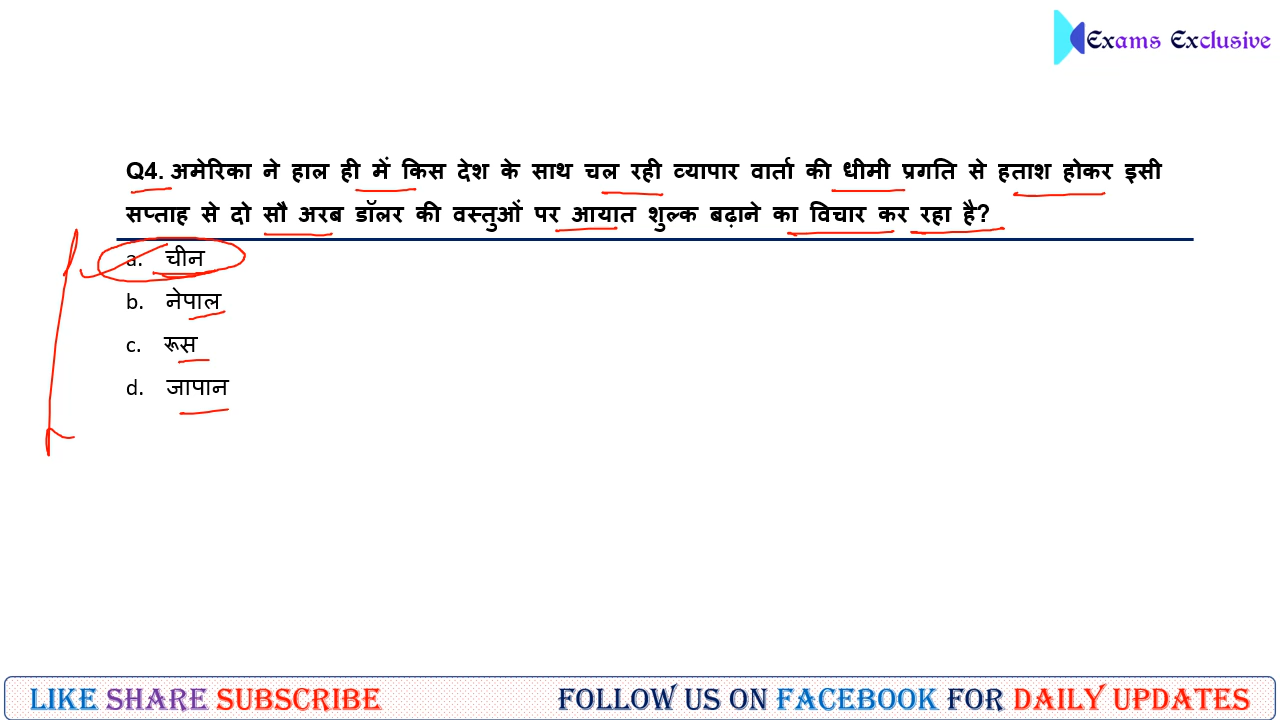 Exams Exclusive
Q4. अमेरिका ने हाल ही में किस देश के साथ चल रही व्यापार वार्ता की धीमी प्रगति से हताश होकर इसी
सप्ताह से दो सौ अरब डॉलर की वस्तुओं पर आयात शुल्क बढ़ाने का विचार कर रहा है?
a. चीन
b. नेपाल
c. रूस
d. जापान
LIKE SHARE SUBSCRIBE FOLLOW US ON FACEBOOK FOR DAILY UPDATES